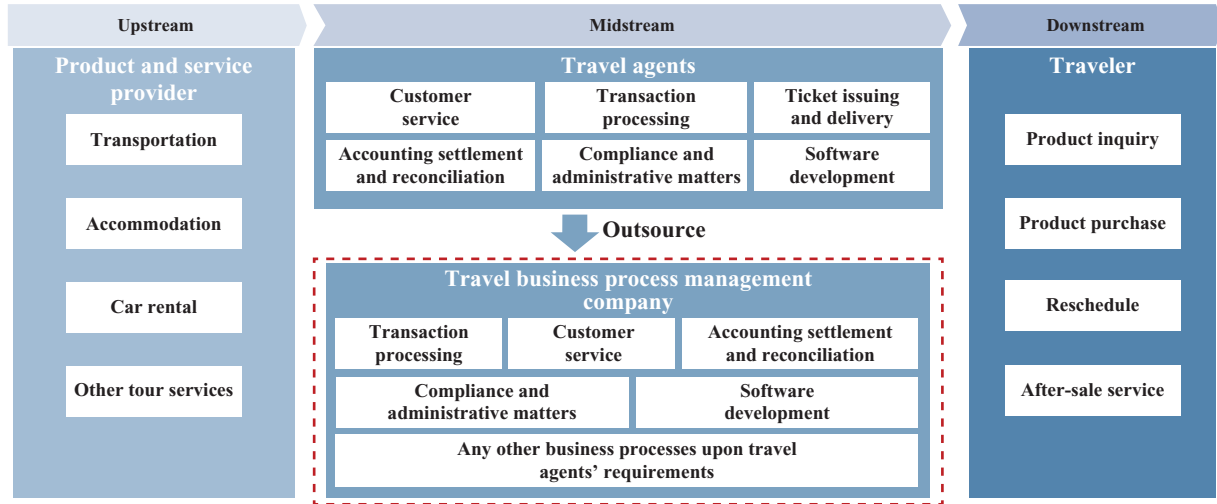 Upstream
Midstream
Downstream
Product and service
provider
Transportation
Accommodation
Car rental
Other tour services
Travel agents
Customer
service
Transaction
processing
Ticket issuing
and delivery
Accounting settlement
and reconciliation
Compliance and
administrative matters
Software
development
Outsource
Travel business process management
company
Transaction
processing
Customer
service
Accounting settlement
and reconciliation
Compliance and
administrative matters
Software
development
Any other business processes upon travel
agents’ requirements
Traveler
Product inquiry
Product purchase
Reschedule
After-sale service